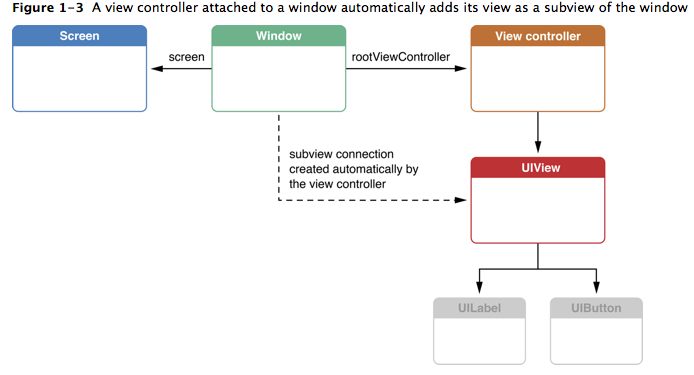 Figure 1–3 A view controller attached to a window automatically adds its view as a subview of the window
Screen
Window
View controller
screen
rootViewController
subview connection
created automatically by
the view controller
UIView
UILabel
UIButton